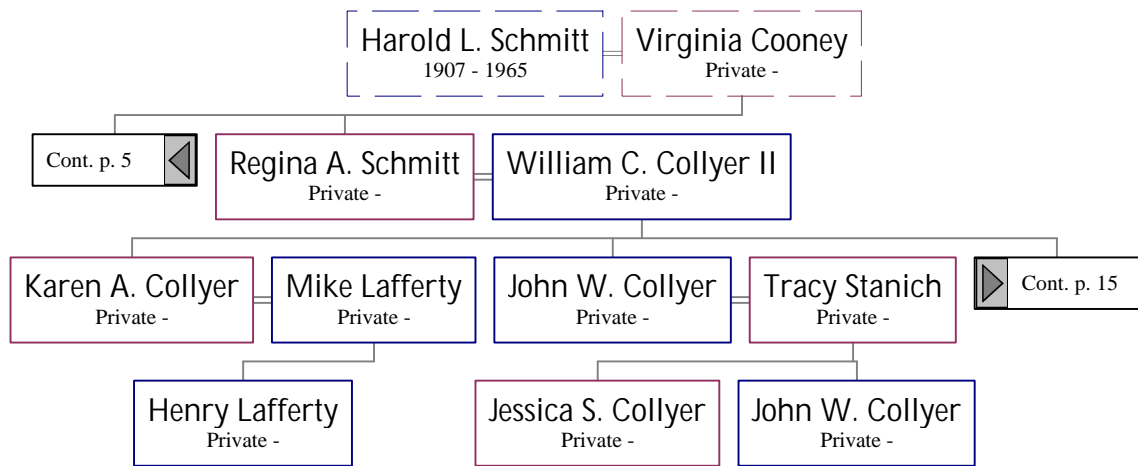 Harold L. Schmitt
1907 - 1965
Virginia Cooney
Private -
Cont. p. 5
Regina A. Schmitt
Private -
William C. Collyer II
Private -
Karen A. Collyer
Private -
Mike Lafferty
Private -
John W. Collyer
Private -
Tracy Stanich
Private -
Cont. p. 15
Henry Lafferty
Private -
Jessica S. Collyer
Private -
John W. Collyer
Private -